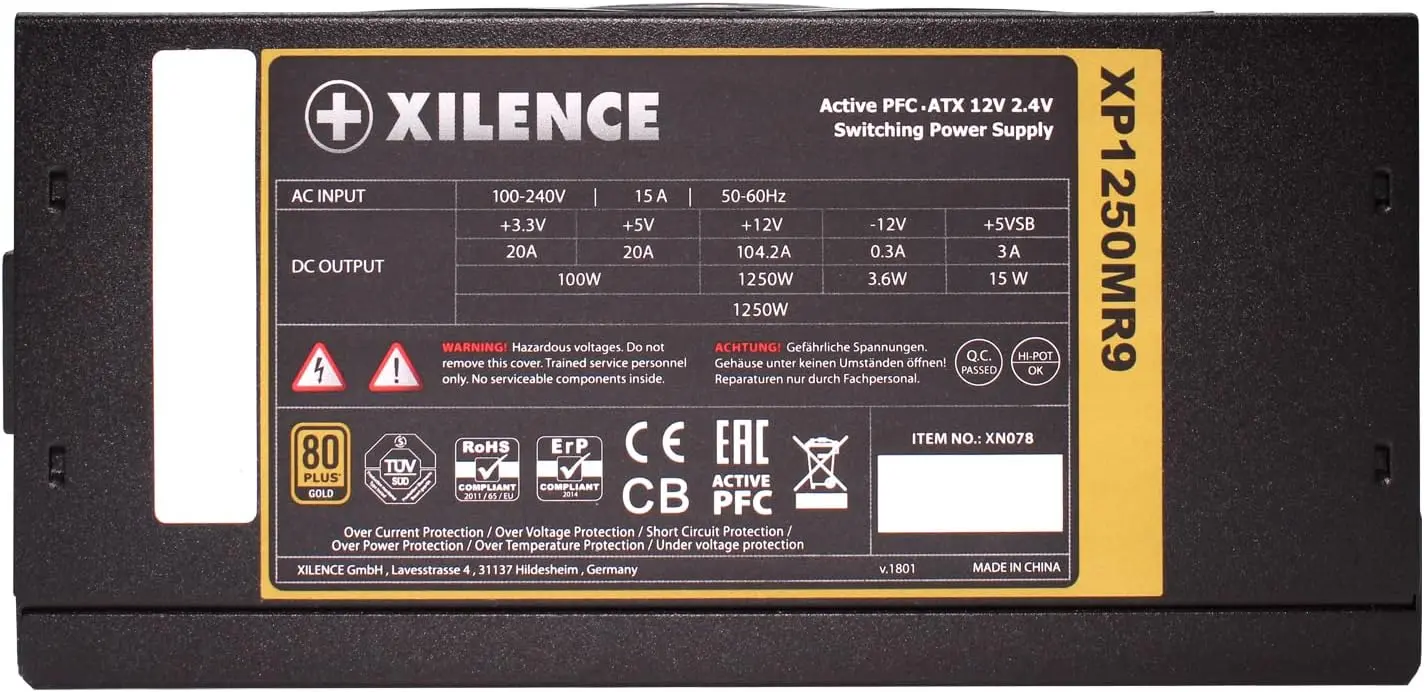 XILENCE
Active PFC . ATX 12V 2.4V
Switching Power Supply
XP1250MR9
AC INPUT 100-240V | 15 A | 50-60Hz
DC OUTPUT
+3.3V +5V +12V -12V +5VSB
20A 20A 104.2A 0.3A 3 A
100W 1250W 3.6W 15 W
1250W
WARNING! Hazardous voltages. Do not
remove this cover. Trained service personnel
only. No serviceable components inside.
ACHTUNG! Gefährliche Spannungen.
Gehäuse unter keinen Umständen öffnen!
Reparaturen nur durch Fachpersonal.
Q.C.
PASSED
HI-POT
OK
80
PLUS
GOLD
TÜV
SÜD
RoHS
COMPLIANT
2011 / 65 / EU
ErP
COMPLIANT
2014
CE
CB
EAC
ACTIVE
PFC
ITEM NO.: XN078
Over Current Protection / Over Voltage Protection / Short Circuit Protection /
Over Power Protection / Over Temperature Protection / Under voltage protection
XILENCE GmbH , Lavesstrasse 4 , 31137 Hildesheim , Germany
v.1801
MADE IN CHINA